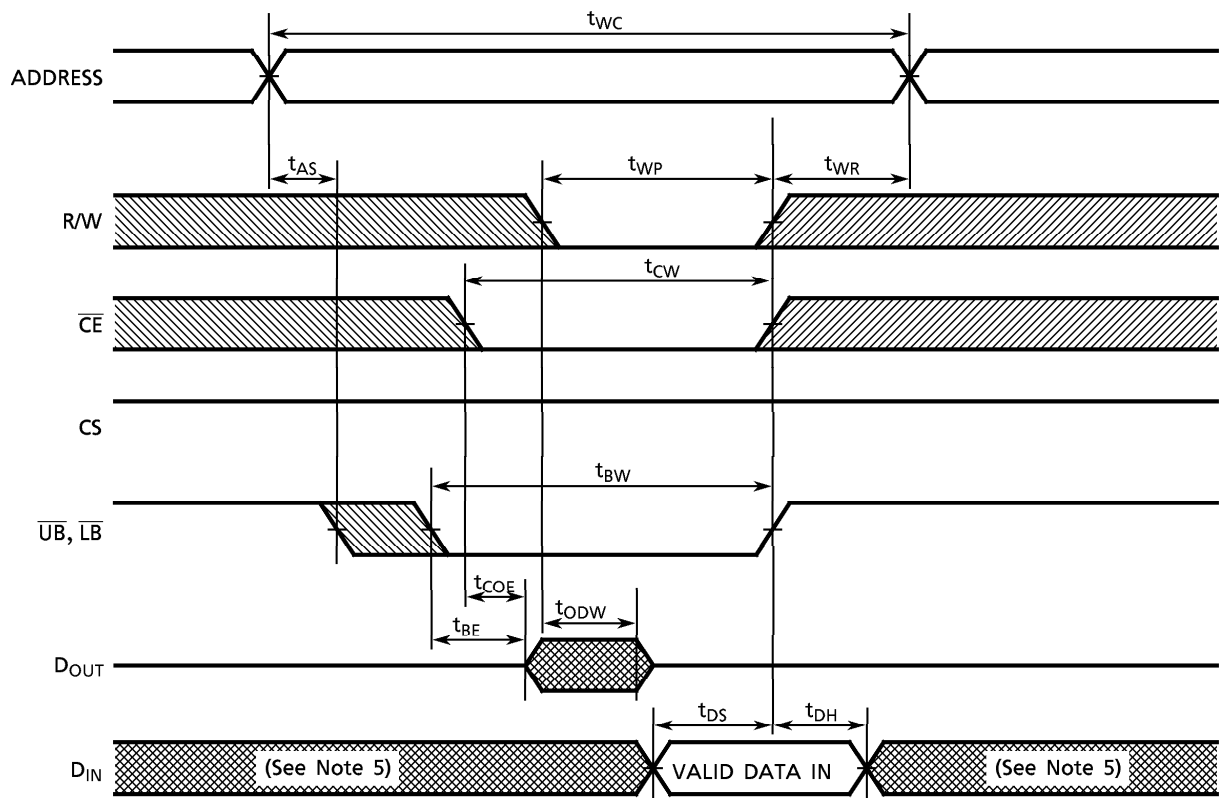 tWC
ADDRESS
tAS
tWP
tWR
R/W
tCW
CE
CS
tBW
UB, LB
tCOE
tODW
tBE
DOUT
tDS
tDH
DIN
(See Note 5)
VALID DATA IN
(See Note 5)